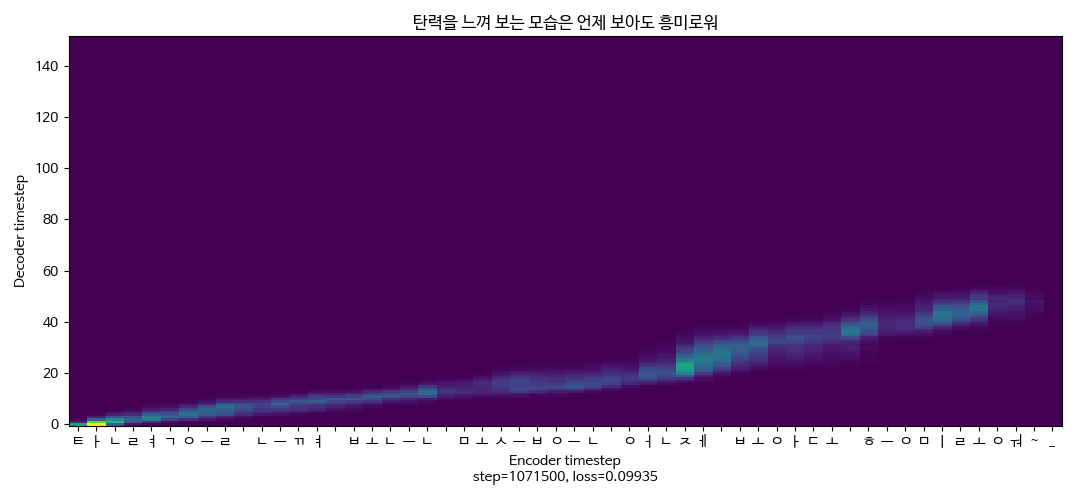 탄력을 느껴 보는 모습은 언제 보아도 흥미로워
140
120
100
80
60
40
20
0
Decoder timestep
ㅌ ㅏ ㄴ ㄹ ㅕ ㄱ ㅇ ㅡ ㄹ ㄴ ㅡ ㄲ ㅕ ㅂ ㅗ ㄴ ㅡ ㄴ ㅁ ㅗ ㅅ ㅡ ㅂ ㅇ ㅡ ㄴ ㅇ ㅓ ㄴ ㅈ ㅔ ㅂ ㅗ ㅇ ㅏ ㄷ ㅗ ㅎ ㅡ ㅇ ㅁ ㅣ ㄹ ㅗ ㅇ ㅝ ~ _
Encoder timestep
step=1071500, loss=0.09935